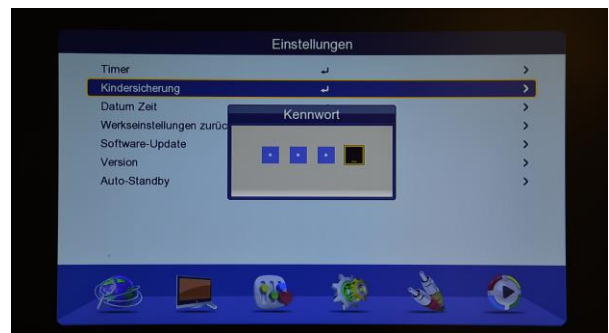 Einstellungen
Timer
Kindersicherung
Datum Zeit
Kennwort
Werkseinstellungen zurüc
Software-Update
Version
Auto-Standby